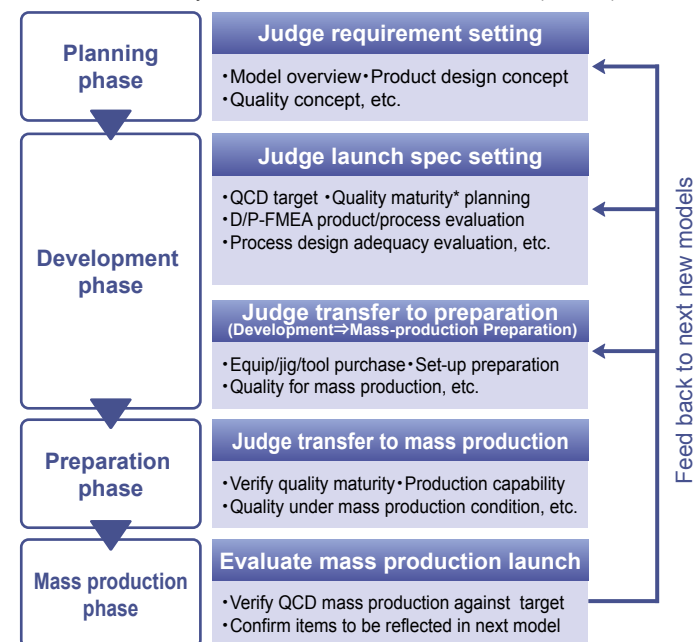 Planning
phase
Judge requirement setting
・Model overview・Product design concept
・Quality concept, etc.
Development
phase
Judge launch spec setting
・QCD target ・Quality maturity* planning
・D/P-FMEA product/process evaluation
・Process design adequacy evaluation, etc.
Judge transfer to preparation
(Development⇒Mass-production Preparation)
・Equip/jig/tool purchase・Set-up preparation
・Quality for mass production, etc.
Preparation
phase
Judge transfer to mass production
・Verify quality maturity・Production capability
・Quality under mass production condition, etc.
Mass production
phase
Evaluate mass production launch
・Verify QCD mass production against target
・Confirm items to be reflected in next model
Feed back to next new models